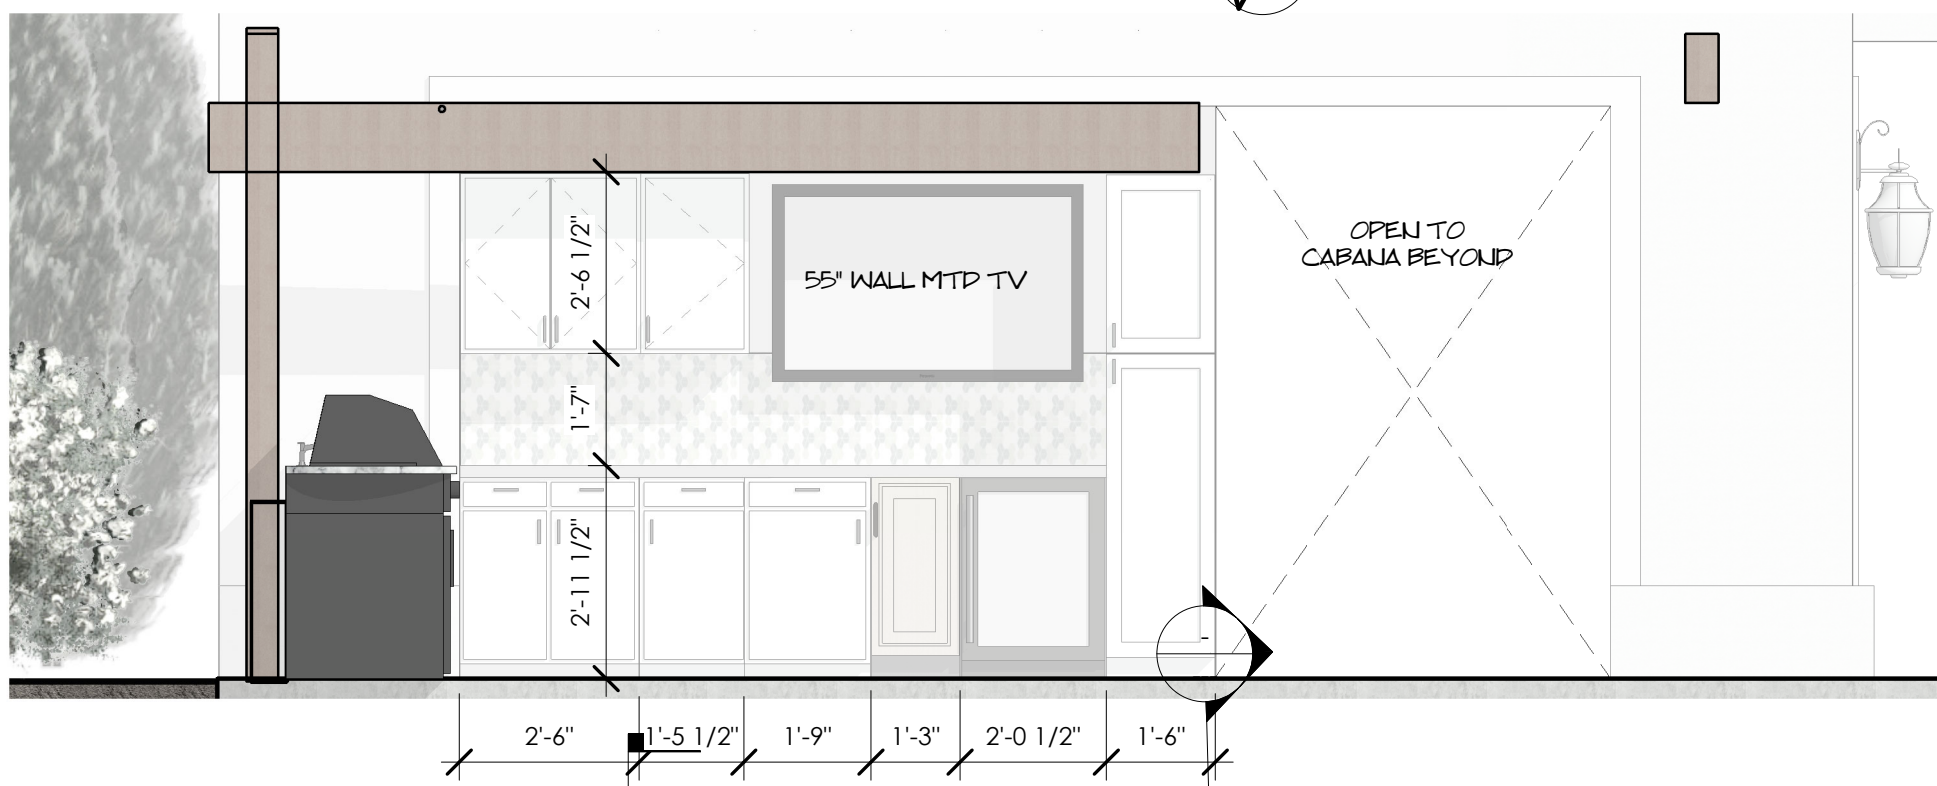 OPEN TO
CABANA BEYOND
55" WALL MTD TV
2'-6 1/2"
1'-7"
2'-11 1/2"
-
2'-6" 1'-5 1/2" 1'-9" 1'-3" 2'-0 1/2" 1'-6"